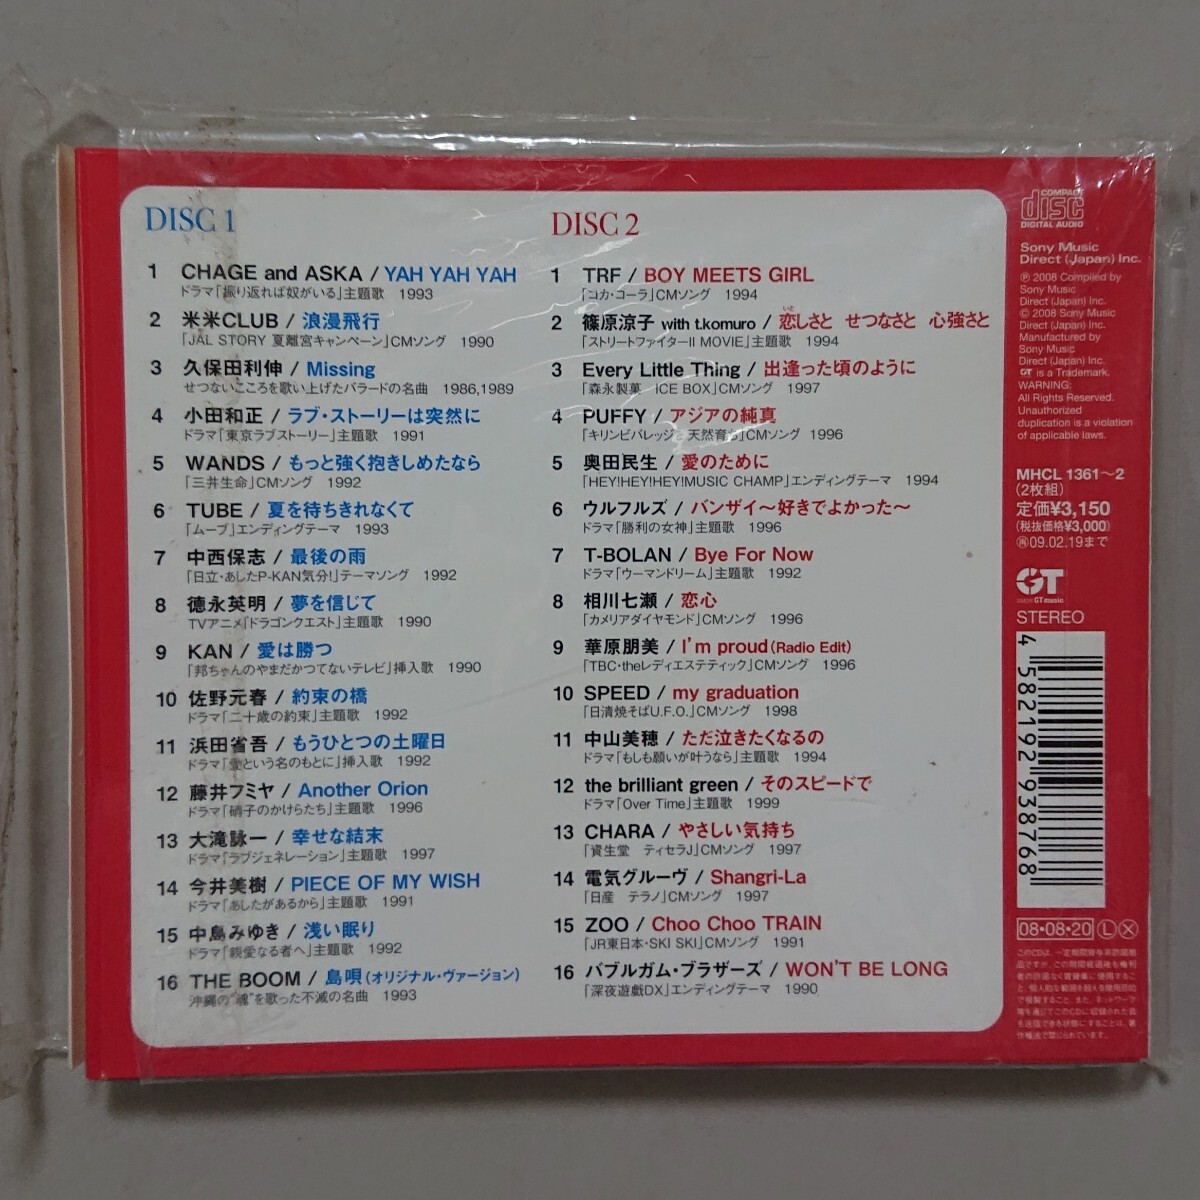 DISC 1
1 CHAGE and ASKA / YAH YAH YAH
ドラマ「振り返れば奴がいる」主題歌 1993
2 米米CLUB / 浪漫飛行
「JAL STORY 夏離宮キャンペーン」CMソング 1990
3 久保田利伸 / Missing
せつないこころを歌い上げたバラードの名曲 1986,1989
4 小田和正 / ラブ・ストーリーは突然に
ドラマ「東京ラブストーリー」主題歌 1991
5 WANDS / もっと強く抱きしめたなら
「三井生命」CMソング 1992
6 TUBE / 夏を待ちきれなくて
「ムーブ」エンディングテーマ 1993
7 中西保志 / 最後の雨
「日立・あしたP-KAN気分!」テーマソング 1992
8 徳永英明 / 夢を信じて
TVアニメ「ドラゴンクエスト」主題歌 1990
9 KAN / 愛は勝つ
「邦ちゃんのやまだかつてないテレビ」挿入歌 1990
10 佐野元春 / 約束の橋
ドラマ「二十歳の約束」主題歌 1992
11 浜田省吾 / もうひとつの土曜日
ドラマ「愛という名のもとに」挿入歌 1992
12 藤井フミヤ / Another Orion
ドラマ「硝子のかけらたち」主題歌 1996
13 大滝詠一 / 幸せな結末
ドラマ「ラブジェネレーション」主題歌 1997
14 今井美樹 / PIECE OF MY WISH
ドラマ「あしたがあるから」主題歌 1991
15 中島みゆき / 浅い眠り
ドラマ「親愛なる者へ」主題歌 1992
16 THE BOOM / 島唄(オリジナル・ヴァージョン)
沖縄の“魂”を歌った不滅の名曲 1993
DISC 2
1 TRF / BOY MEETS GIRL
「コカ・コーラ」CMソング 1994
2 篠原涼子 with t.komuro / 恋しさと せつなさと 心強さと
いと
「ストリートファイターII MOVIE」主題歌 1994
3 Every Little Thing / 出逢った頃のように
「森永製菓 ICE BOX」CMソング 1997
4 PUFFY / アジアの純真
「キリンビバレッジ 天然育ち」CMソング 1996
5 奥田民生 / 愛のために
「HEY!HEY!HEY!MUSIC CHAMP」エンディングテーマ 1994
6 ウルフルズ / バンザイ〜好きでよかった〜
ドラマ「勝利の女神」主題歌 1996
7 T-BOLAN / Bye For Now
ドラマ「ウーマンドリーム」主題歌 1992
8 相川七瀬 / 恋心
「カメリアダイヤモンド」CMソング 1996
9 華原朋美 / I'm proud(Radio Edit)
「TBC・theレディエステティック」CMソング 1996
10 SPEED / my graduation
「日清焼そばU.F.O.」CMソング 1998
11 中山美穂 / ただ泣きたくなるの
ドラマ「もしも願いが叶うなら」主題歌 1994
12 the brilliant green / そのスピードで
ドラマ「Over Time」主題歌 1999
13 CHARA / やさしい気持ち
「資生堂 ティセラJ」CMソング 1997
14 電気グルーヴ / Shangri-La
「日産 テラノ」CMソング 1997
15 ZOO / Choo Choo TRAIN
「JR東日本・SKI SKI」CMソング 1991
16 バブルガム・ブラザーズ / WON'T BE LONG
「深夜遊戯DX」エンディングテーマ 1990
COMPACT
disc
DIGITAL AUDIO
Sony Music
Direct (Japan) Inc.
℗ 2008 Compiled by
Sony Music
Direct (Japan) Inc.
© 2008 Sony Music
Direct (Japan) Inc.
Manufactured by
Sony Music
Direct (Japan) Inc.
GT is a Trademark.
WARNING:
All Rights Reserved.
Unauthorized
duplication is a violation
of applicable laws.
MHCL 1361〜2
(2枚組)
定価¥3,150
(税抜価格¥3,000)
㊐09.02.19まで
GT
GT music
STEREO
4 582192 938768
08・08・20 Ⓛ Ⓧ